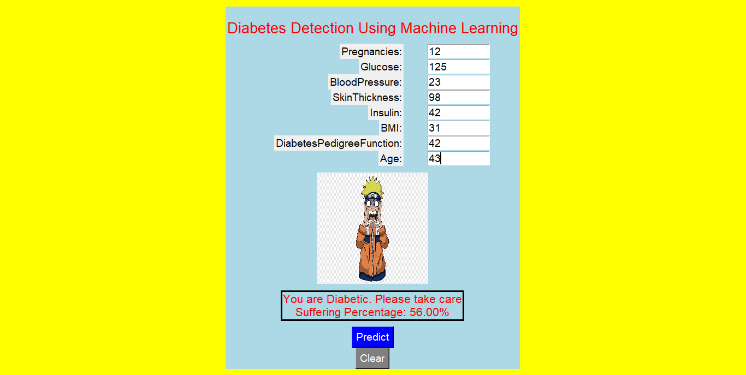 Diabetes Detection Using Machine Learning
Pregnancies: 12
Glucose: 125
BloodPressure: 23
SkinThickness: 98
Insulin: 42
BMI: 31
DiabetesPedigreeFunction: 42
Age: 43
You are Diabetic. Please take care
Suffering Percentage: 56.00%
Predict
Clear